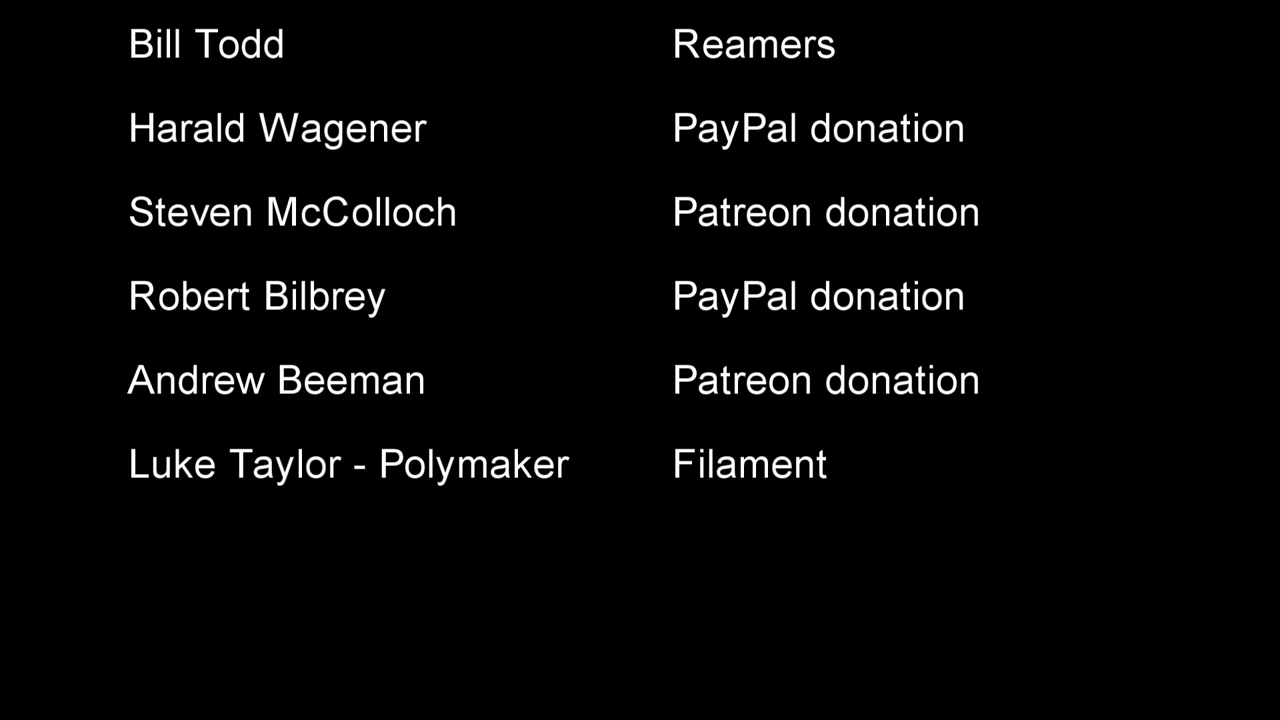 Bill Todd Reamers
Harald Wagener PayPal donation
Steven McColloch Patreon donation
Robert Bilbrey PayPal donation
Andrew Beeman Patreon donation
Luke Taylor - Polymaker Filament